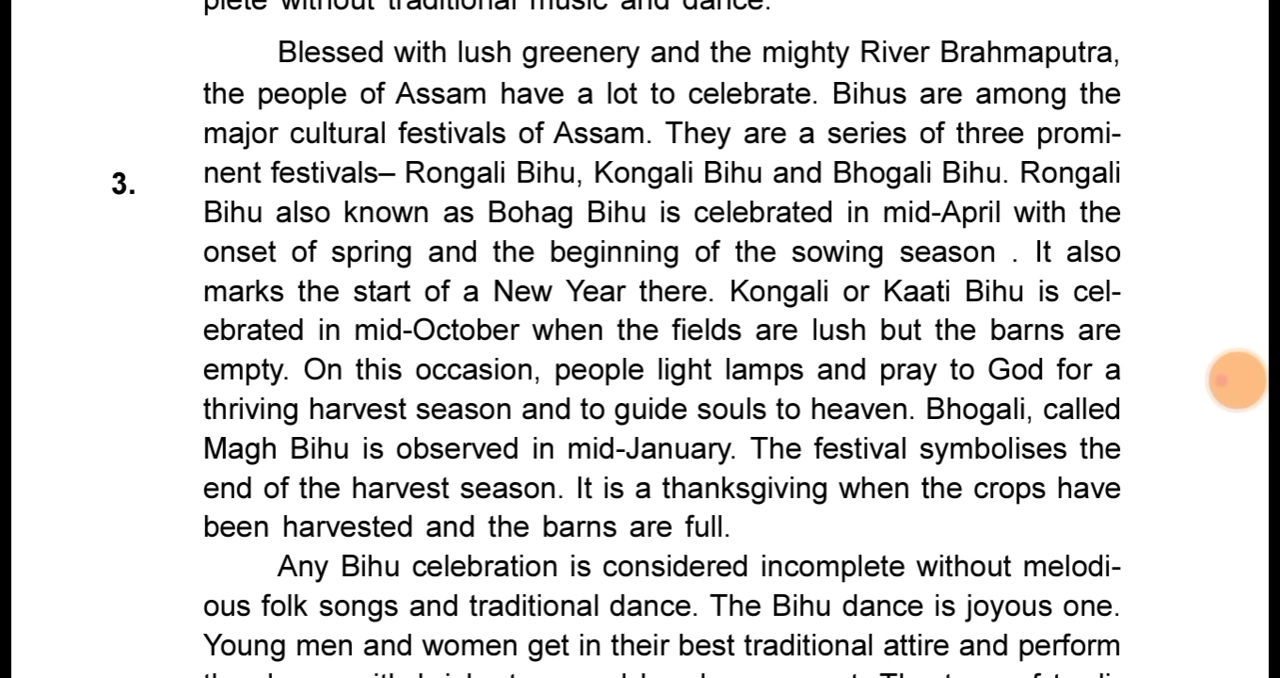 plete without traditional music and dance.
Blessed with lush greenery and the mighty River Brahmaputra,
the people of Assam have a lot to celebrate. Bihus are among the
major cultural festivals of Assam. They are a series of three promi-
3.
nent festivals– Rongali Bihu, Kongali Bihu and Bhogali Bihu. Rongali
Bihu also known as Bohag Bihu is celebrated in mid-April with the
onset of spring and the beginning of the sowing season . It also
marks the start of a New Year there. Kongali or Kaati Bihu is cel-
ebrated in mid-October when the fields are lush but the barns are
empty. On this occasion, people light lamps and pray to God for a
thriving harvest season and to guide souls to heaven. Bhogali, called
Magh Bihu is observed in mid-January. The festival symbolises the
end of the harvest season. It is a thanksgiving when the crops have
been harvested and the barns are full.
Any Bihu celebration is considered incomplete without melodi-
ous folk songs and traditional dance. The Bihu dance is joyous one.
Young men and women get in their best traditional attire and perform